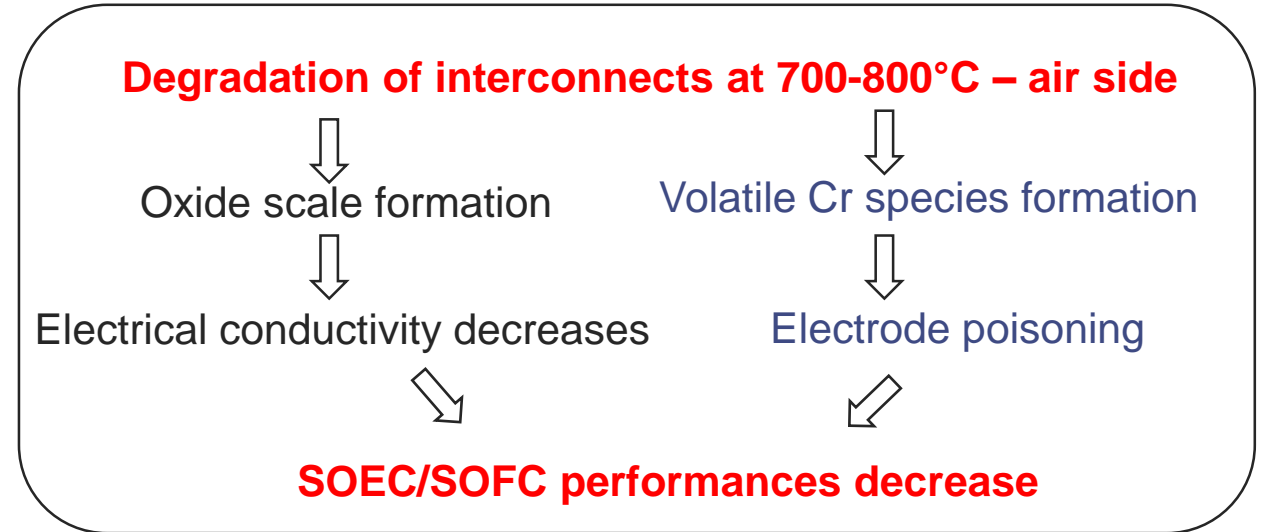 Degradation of interconnects at 700-800°C – air side
Oxide scale formation
Volatile Cr species formation
Electrical conductivity decreases
Electrode poisoning
SOEC/SOFC performances decrease